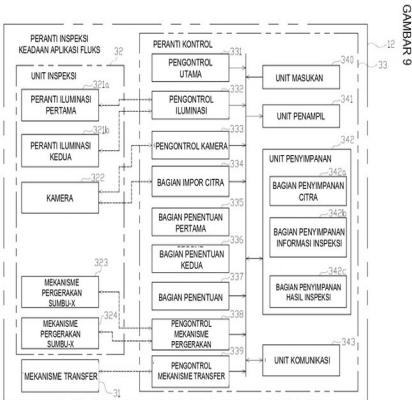 GAMBAR 9
12
PERANTI INSPEKSI
KEADAAN APLIKASI FLUKS
32
UNIT INSPEKSI
321a
PERANTI ILUMINASI
PERTAMA
321b
PERANTI ILUMINASI
KEDUA
322
KAMERA
323
MEKANISME
PERGERAKAN
SUMBU-X
324
MEKANISME
PERGERAKAN
SUMBU-X
MEKANISME TRANSFER
31
33
PERANTI KONTROL
331
PENGONTROL
UTAMA
332
PENGONTROL
ILUMINASI
333
PENGONTROL KAMERA
334
BAGIAN IMPOR CITRA
335
BAGIAN PENENTUAN
PERTAMA
336
BAGIAN PENENTUAN
KEDUA
337
BAGIAN PENENTUAN
338
PENGONTROL
MEKANISME
PERGERAKAN
339
PENGONTROL
MEKANISME TRANSFER
340
UNIT MASUKAN
341
UNIT PENAMPIL
342
UNIT PENYIMPANAN
342a
BAGIAN PENYIMPANAN
CITRA
342b
BAGIAN PENYIMPANAN
INFORMASI INSPEKSI
342c
BAGIAN PENYIMPANAN
HASIL INSPEKSI
343
UNIT KOMUNIKASI